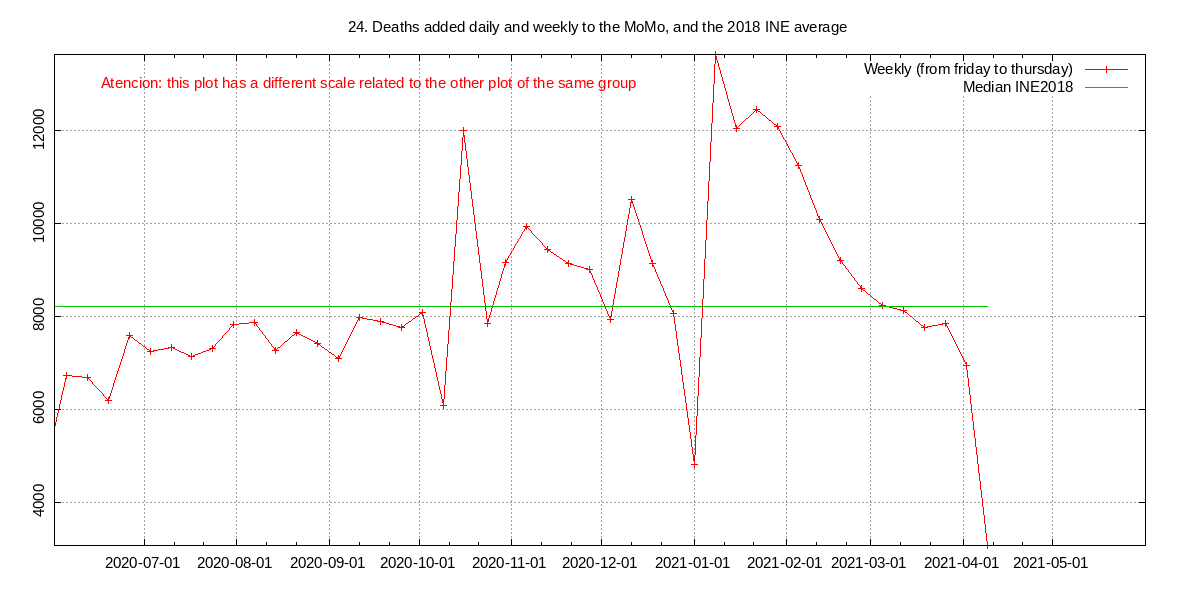 24. Deaths added daily and weekly to the MoMo, and the 2018 INE average
Atencion: this plot has a different scale related to the other plot of the same group
Weekly (from friday to thursday)
Median INE2018
12000
10000
8000
6000
4000
2020-07-01 2020-08-01 2020-09-01 2020-10-01 2020-11-01 2020-12-01 2021-01-01 2021-02-01 2021-03-01 2021-04-01 2021-05-01